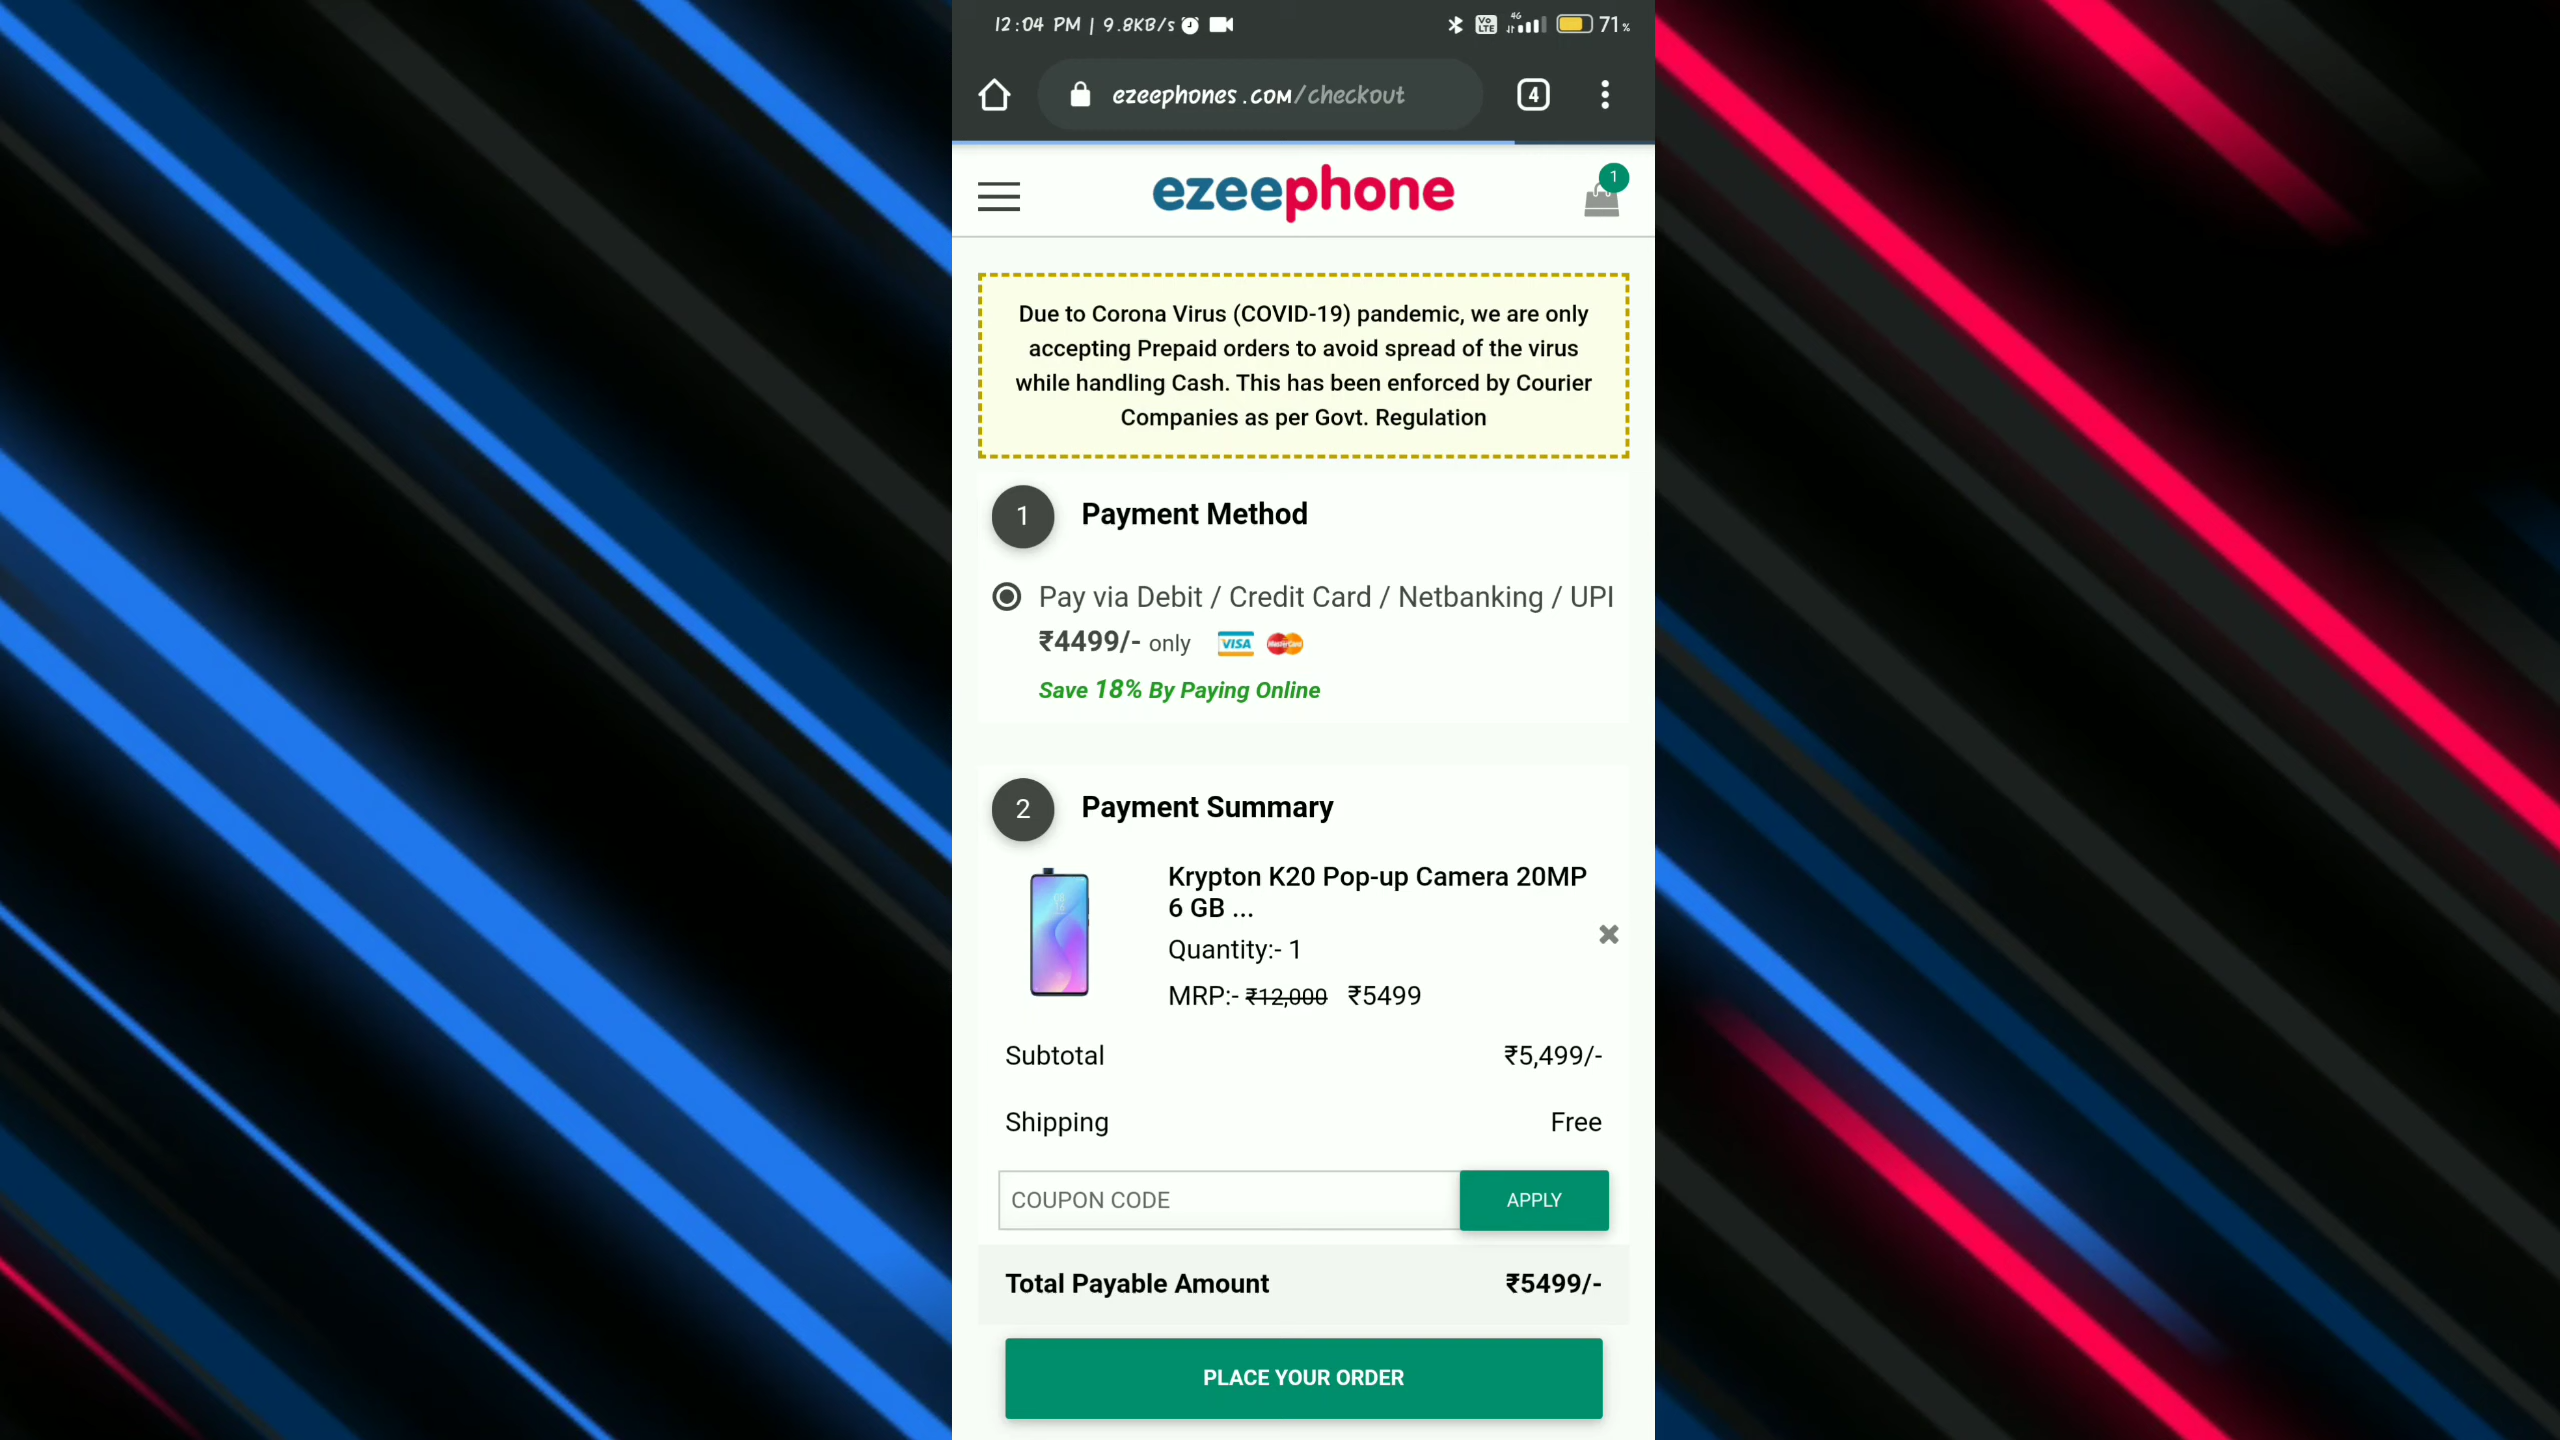 12:04 PM | 9.8KB/s
Vo LTE 4G 71%
ezeephones.com/checkout
4
ezeephone
1
Due to Corona Virus (COVID-19) pandemic, we are only
accepting Prepaid orders to avoid spread of the virus
while handling Cash. This has been enforced by Courier
Companies as per Govt. Regulation
1 Payment Method
Pay via Debit / Credit Card / Netbanking / UPI
₹4499/- only VISA MasterCard
Save 18% By Paying Online
2 Payment Summary
Krypton K20 Pop-up Camera 20MP
6 GB ...
Quantity:- 1
MRP:- ₹12,000 ₹5499
Subtotal ₹5,499/-
Shipping Free
COUPON CODE APPLY
Total Payable Amount ₹5499/-
PLACE YOUR ORDER